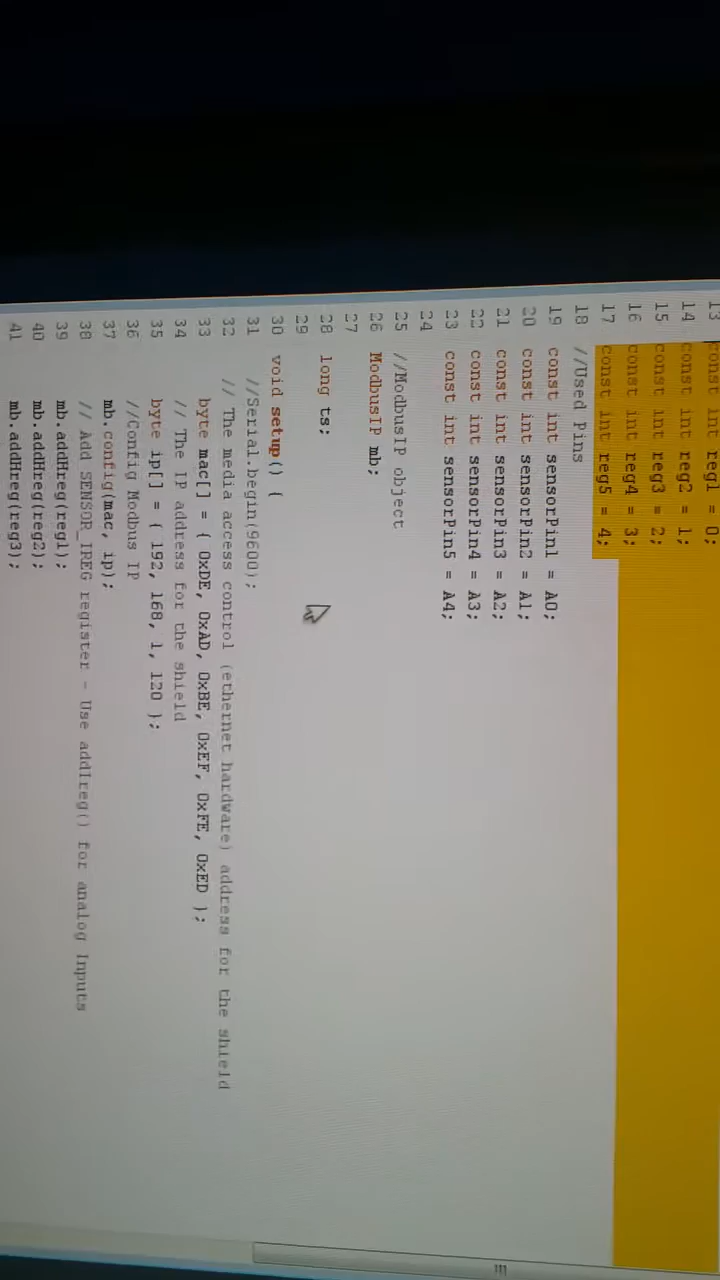 13 const int reg1 = 0;
14 const int reg2 = 1;
15 const int reg3 = 2;
16 const int reg4 = 3;
17 const int reg5 = 4;
18 //Used Pins
19 const int sensorPin1 = A0;
20 const int sensorPin2 = A1;
21 const int sensorPin3 = A2;
22 const int sensorPin4 = A3;
23 const int sensorPin5 = A4;
24
25 //ModbusIP object
26 ModbusIP mb;
27
28 long ts;
29
30 void setup() {
31 //Serial.begin(9600);
32 // The media access control (ethernet hardware) address for the shield
33 byte mac[] = { 0xDE, 0xAD, 0xBE, 0xEF, 0xFE, 0xED };
34 // The IP address for the shield
35 byte ip[] = { 192, 168, 1, 120 };
36 //Config Modbus IP
37 mb.config(mac, ip);
38 // Add SENSOR_IREG register - Use addIreg() for analog Inputs
39 mb.addHreg(reg1);
40 mb.addHreg(reg2);
41 mb.addHreg(reg3);